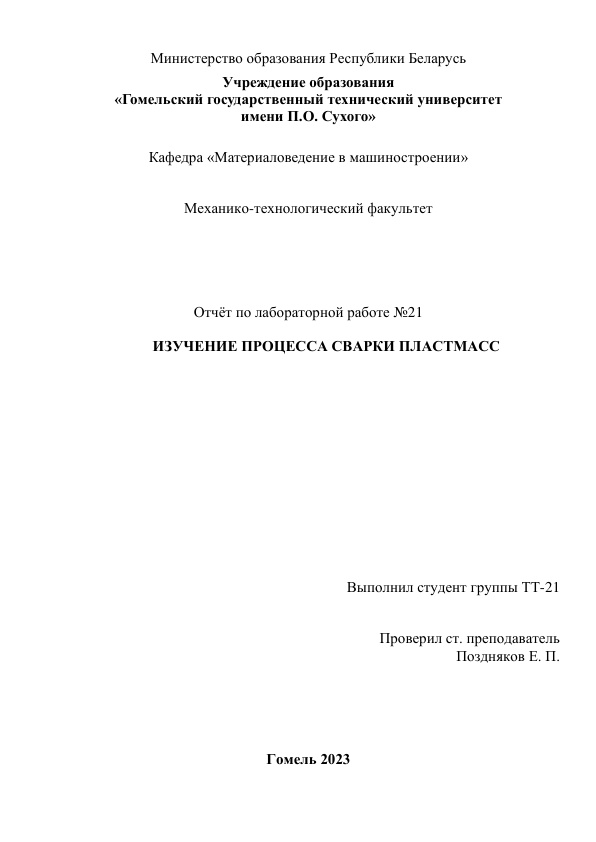 Министерство образования Республики Беларусь
Учреждение образования
«Гомельский государственный технический университет
имени П.О. Сухого»
Кафедра «Материаловедение в машиностроении»
Механико-технологический факультет
Отчёт по лабораторной работе №21
ИЗУЧЕНИЕ ПРОЦЕССА СВАРКИ ПЛАСТМАСС
Выполнил студент группы ТТ-21
Проверил ст. преподаватель
Поздняков Е. П.
Гомель 2023